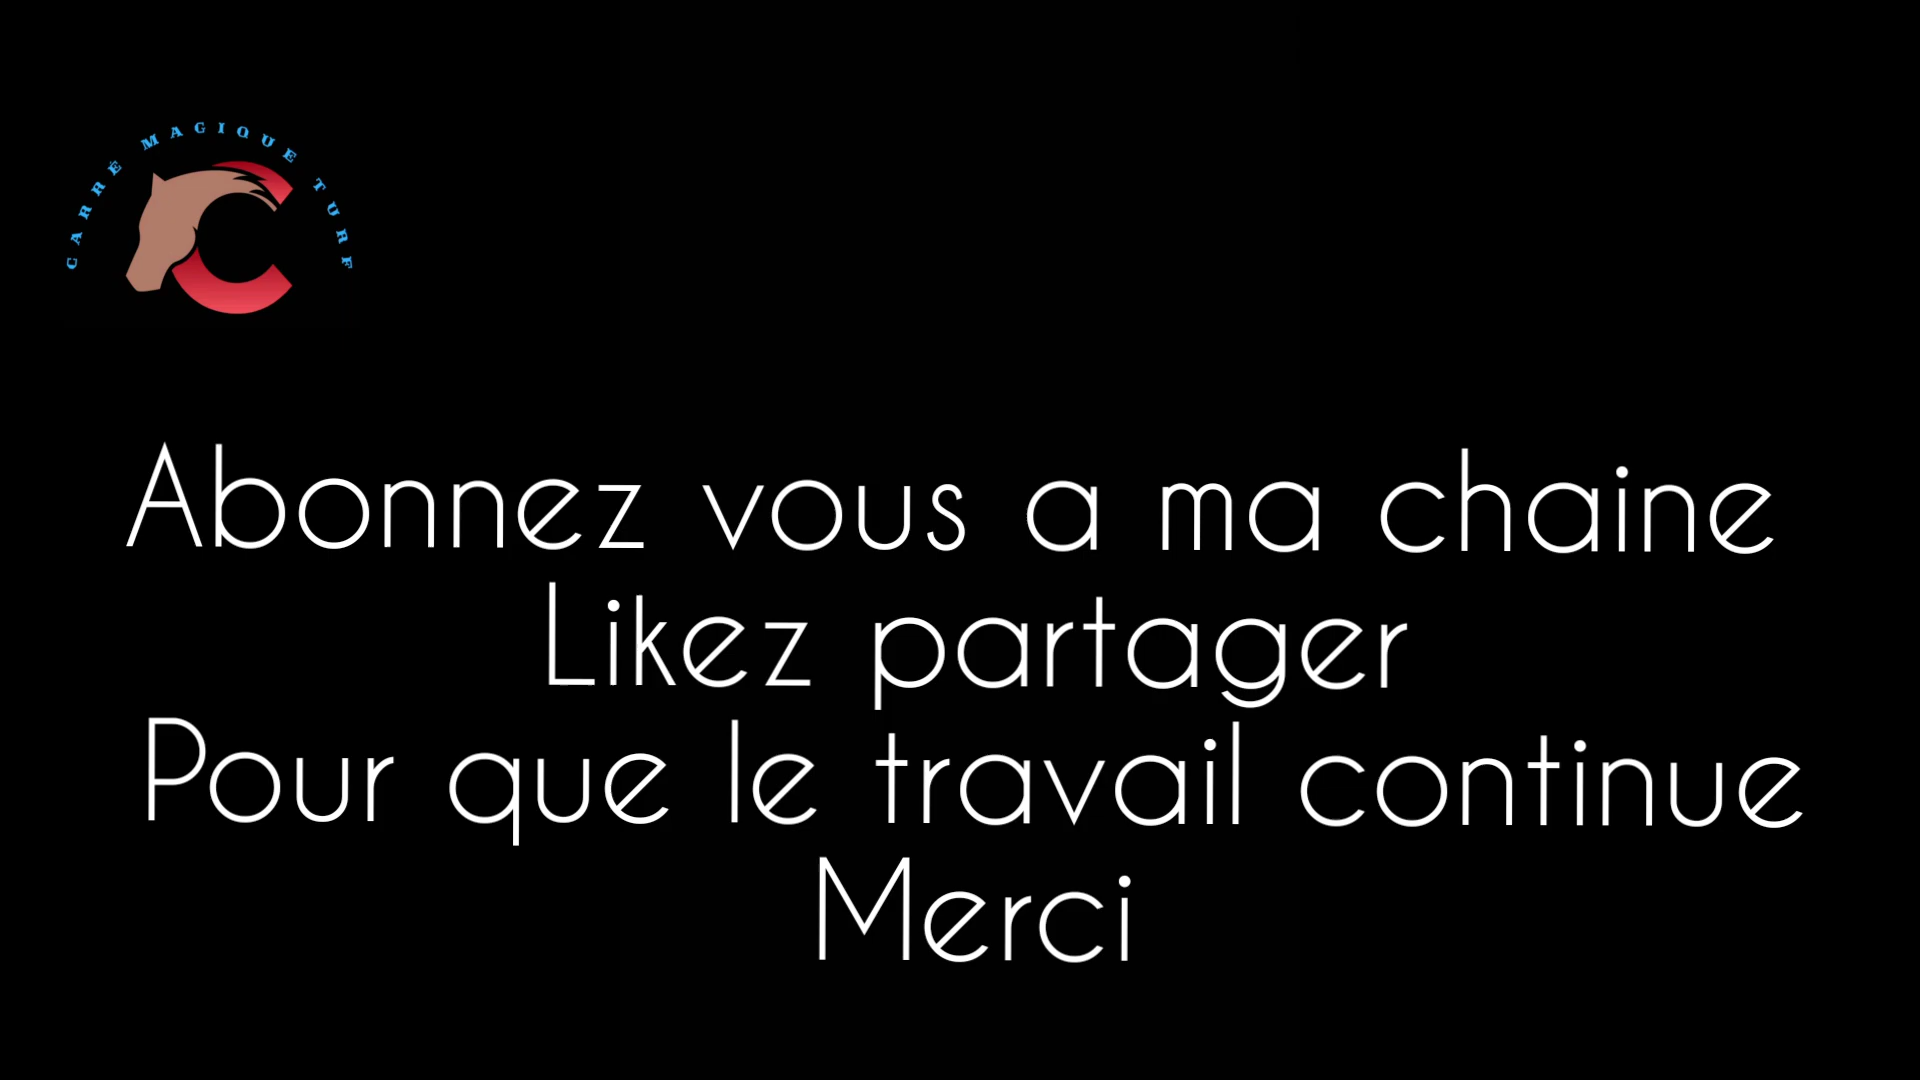 CARRÉ MAGIQUE TURF
Abonnez vous a ma chaine
Likez partager
Pour que le travail continue
Merci